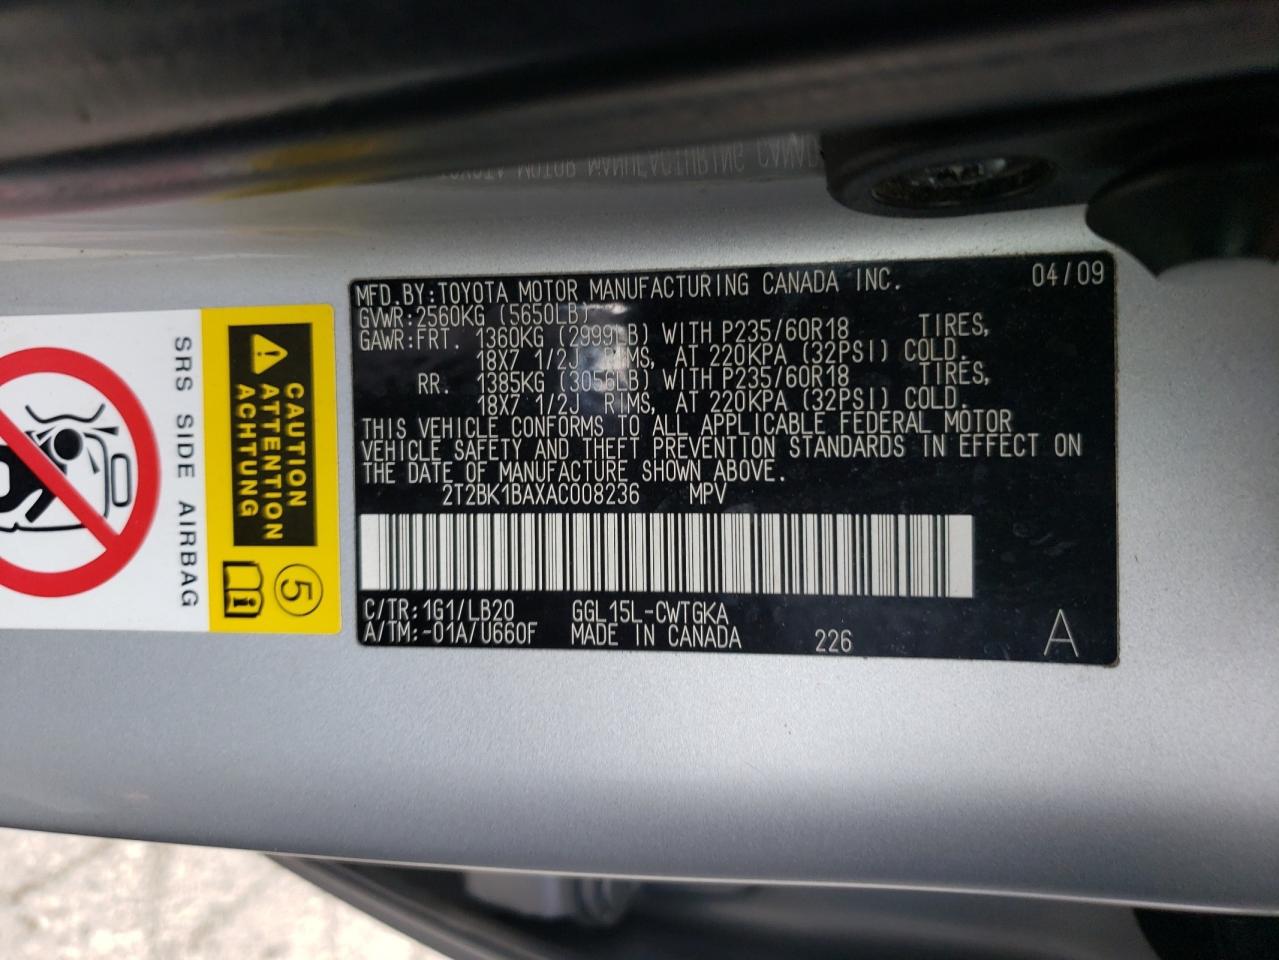 MFD.BY:TOYOTA MOTOR MANUFACTURING CANADA INC. 04/09
GVWR:2560KG (5650LB)
GAWR:FRT. 1360KG (2999LB) WITH P235/60R18 TIRES,
18X7 1/2J RIMS, AT 220KPA (32PSI) COLD.
RR. 1385KG (3056LB) WITH P235/60R18 TIRES,
18X7 1/2J RIMS, AT 220KPA (32PSI) COLD.
THIS VEHICLE CONFORMS TO ALL APPLICABLE FEDERAL MOTOR
VEHICLE SAFETY AND THEFT PREVENTION STANDARDS IN EFFECT ON
THE DATE OF MANUFACTURE SHOWN ABOVE.
2T2BK1BAXAC008236 MPV
C/TR:1G1/LB20 GGL15L-CWTGKA
A/TM:-01A/U660F MADE IN CANADA 226 A
CAUTION
ATTENTION
ACHTUNG
5
SRS SIDE AIRBAG